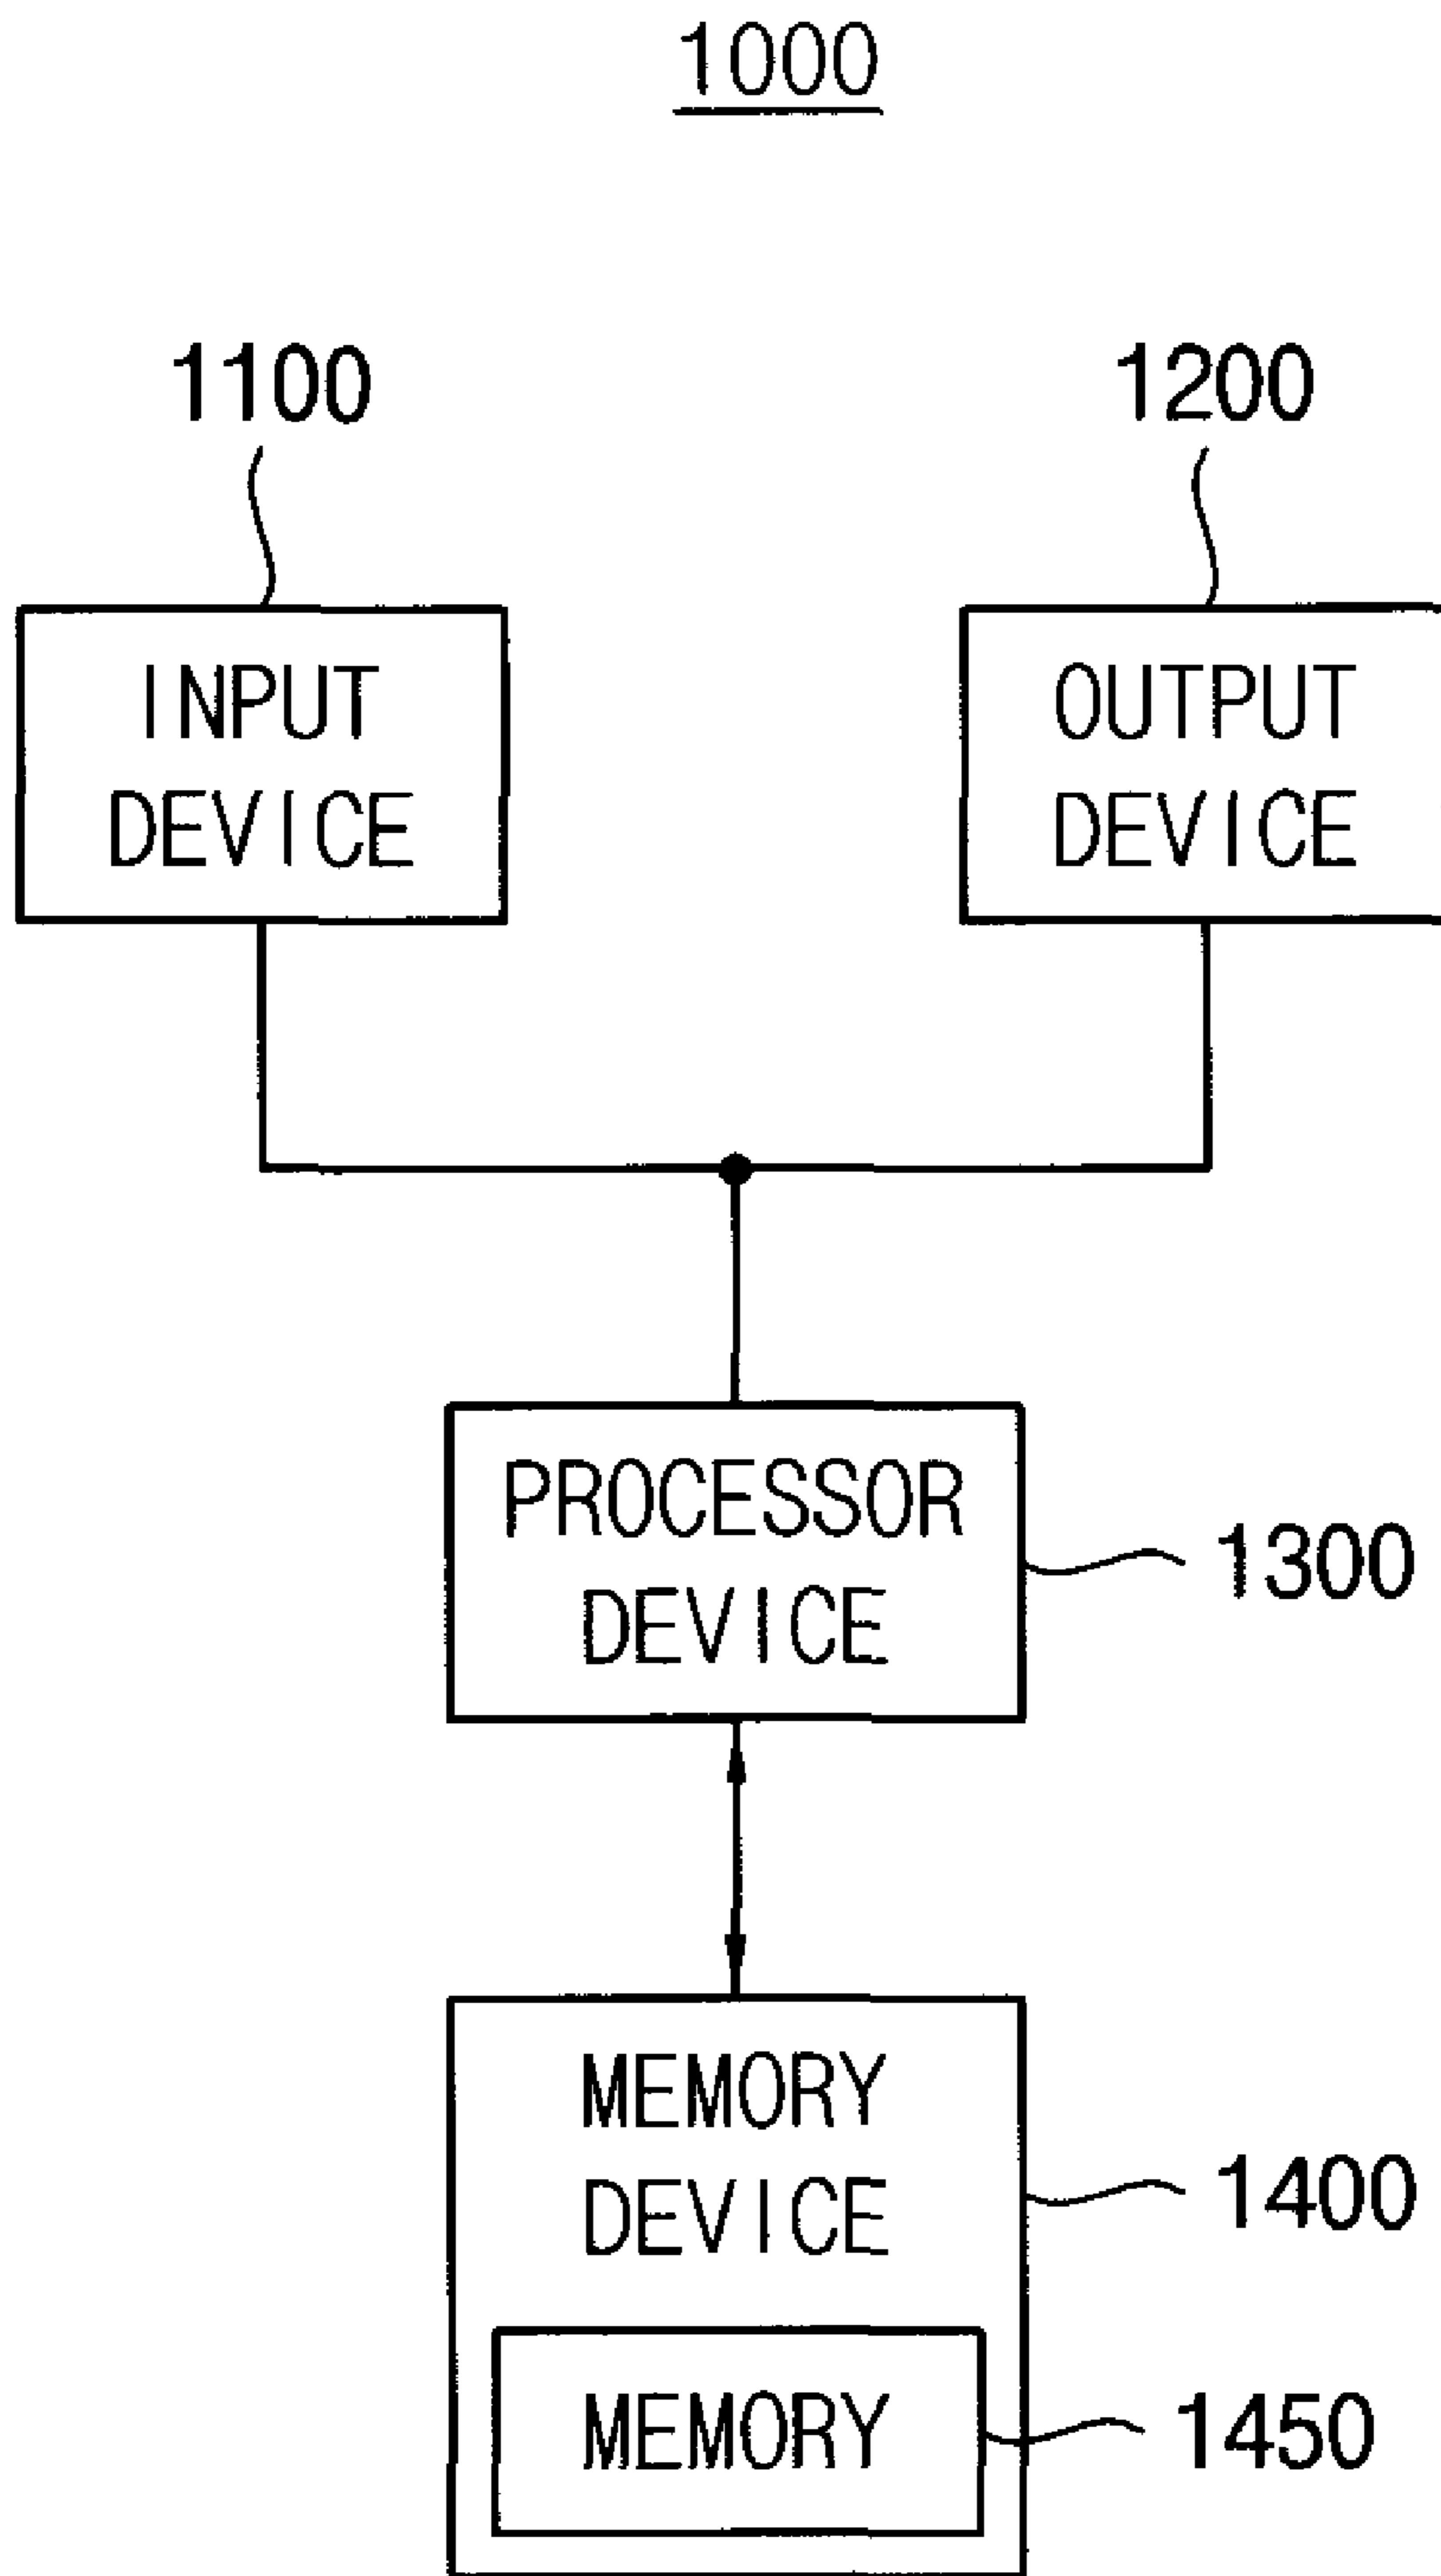 1000
1100
1200
INPUT
DEVICE
OUTPUT
DEVICE
PROCESSOR
DEVICE
1300
MEMORY
DEVICE
1400
MEMORY
1450